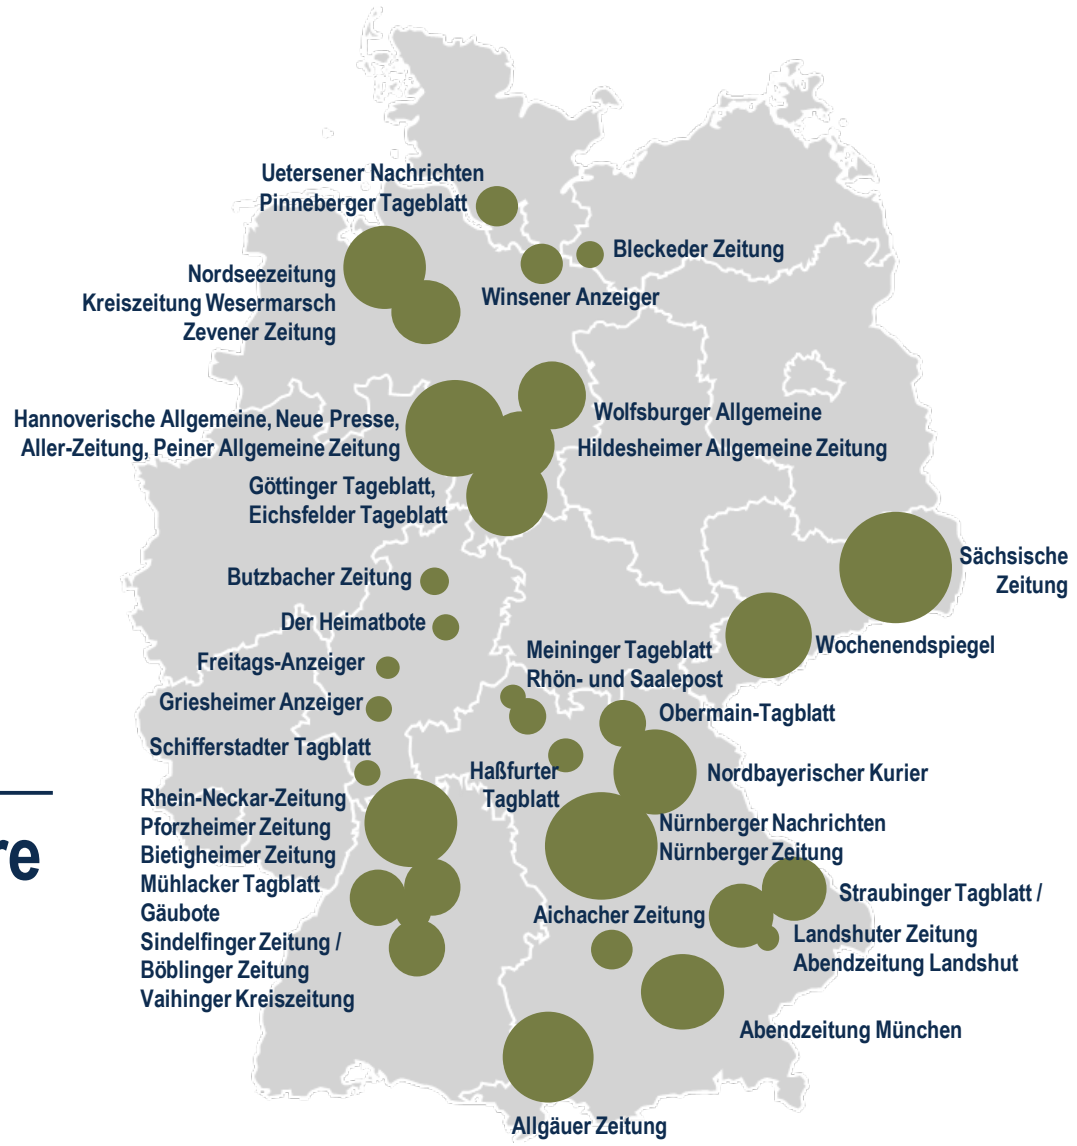 Uetersener Nachrichten
Pinneberger Tageblatt
Bleckeder Zeitung
Nordseezeitung
Kreiszeitung Wesermarsch
Zevener Zeitung
Winsener Anzeiger
Hannoverische Allgemeine, Neue Presse,
Aller-Zeitung, Peiner Allgemeine Zeitung
Wolfsburger Allgemeine
Hildesheimer Allgemeine Zeitung
Göttinger Tageblatt,
Eichsfelder Tageblatt
Sächsische
Zeitung
Butzbacher Zeitung
Der Heimatbote
Wochenendspiegel
Freitags-Anzeiger
Meininger Tageblatt
Rhön- und Saalepost
Griesheimer Anzeiger
Obermain-Tagblatt
Schifferstadter Tagblatt
Haßfurter
Tagblatt
Nordbayerischer Kurier
re
Rhein-Neckar-Zeitung
Pforzheimer Zeitung
Bietigheimer Zeitung
Mühlacker Tagblatt
Gäubote
Sindelfinger Zeitung /
Böblinger Zeitung
Vaihinger Kreiszeitung
Nürnberger Nachrichten
Nürnberger Zeitung
Straubinger Tagblatt /
Aichacher Zeitung
Landshuter Zeitung
Abendzeitung Landshut
Abendzeitung München
Allgäuer Zeitung